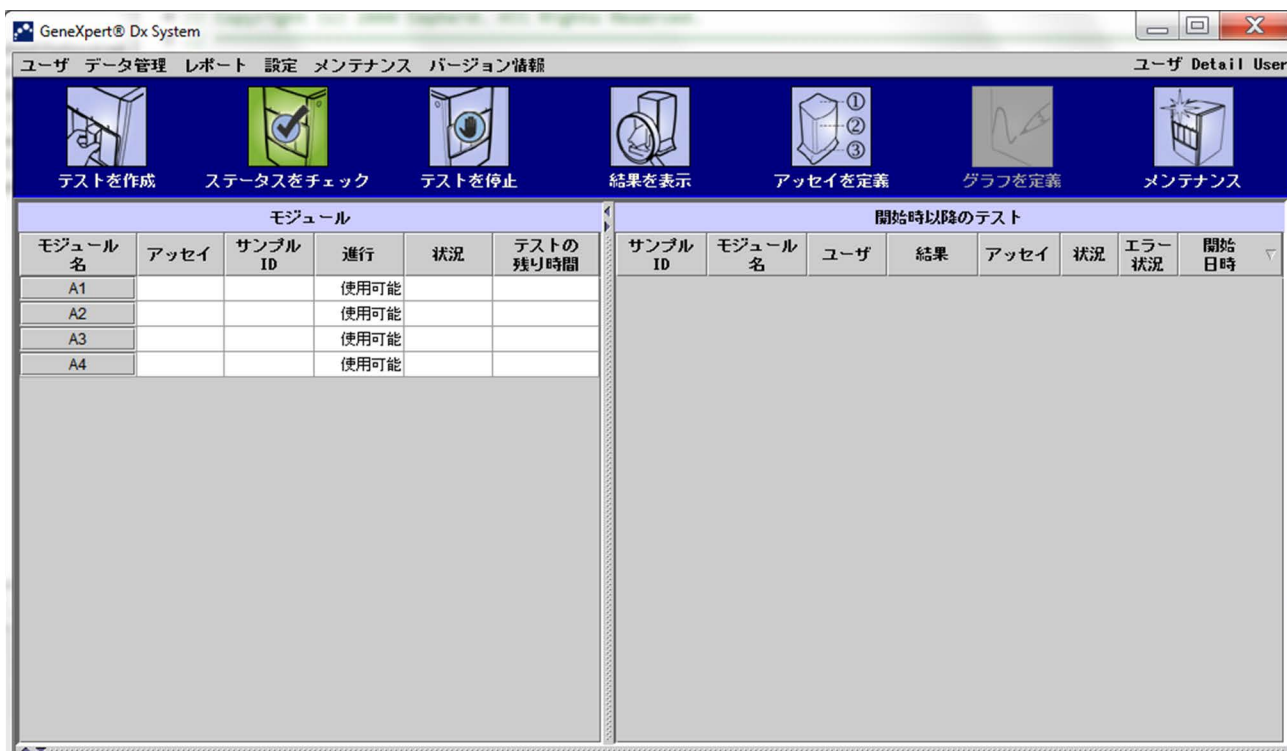 GeneXpert® Dx System
ユーザ データ管理 レポート 設定 メンテナンス バージョン情報 ユーザ Detail User
① ② ③
テストを作成 ステータスをチェック テストを停止 結果を表示 アッセイを定義 グラフを定義 メンテナンス
モジュール 開始時以降のテスト
モジュール名 アッセイ サンプルID 進行 状況 テストの残り時間 サンプルID モジュール名 ユーザ 結果 アッセイ 状況 エラー状況 開始日時
A1 使用可能
A2 使用可能
A3 使用可能
A4 使用可能